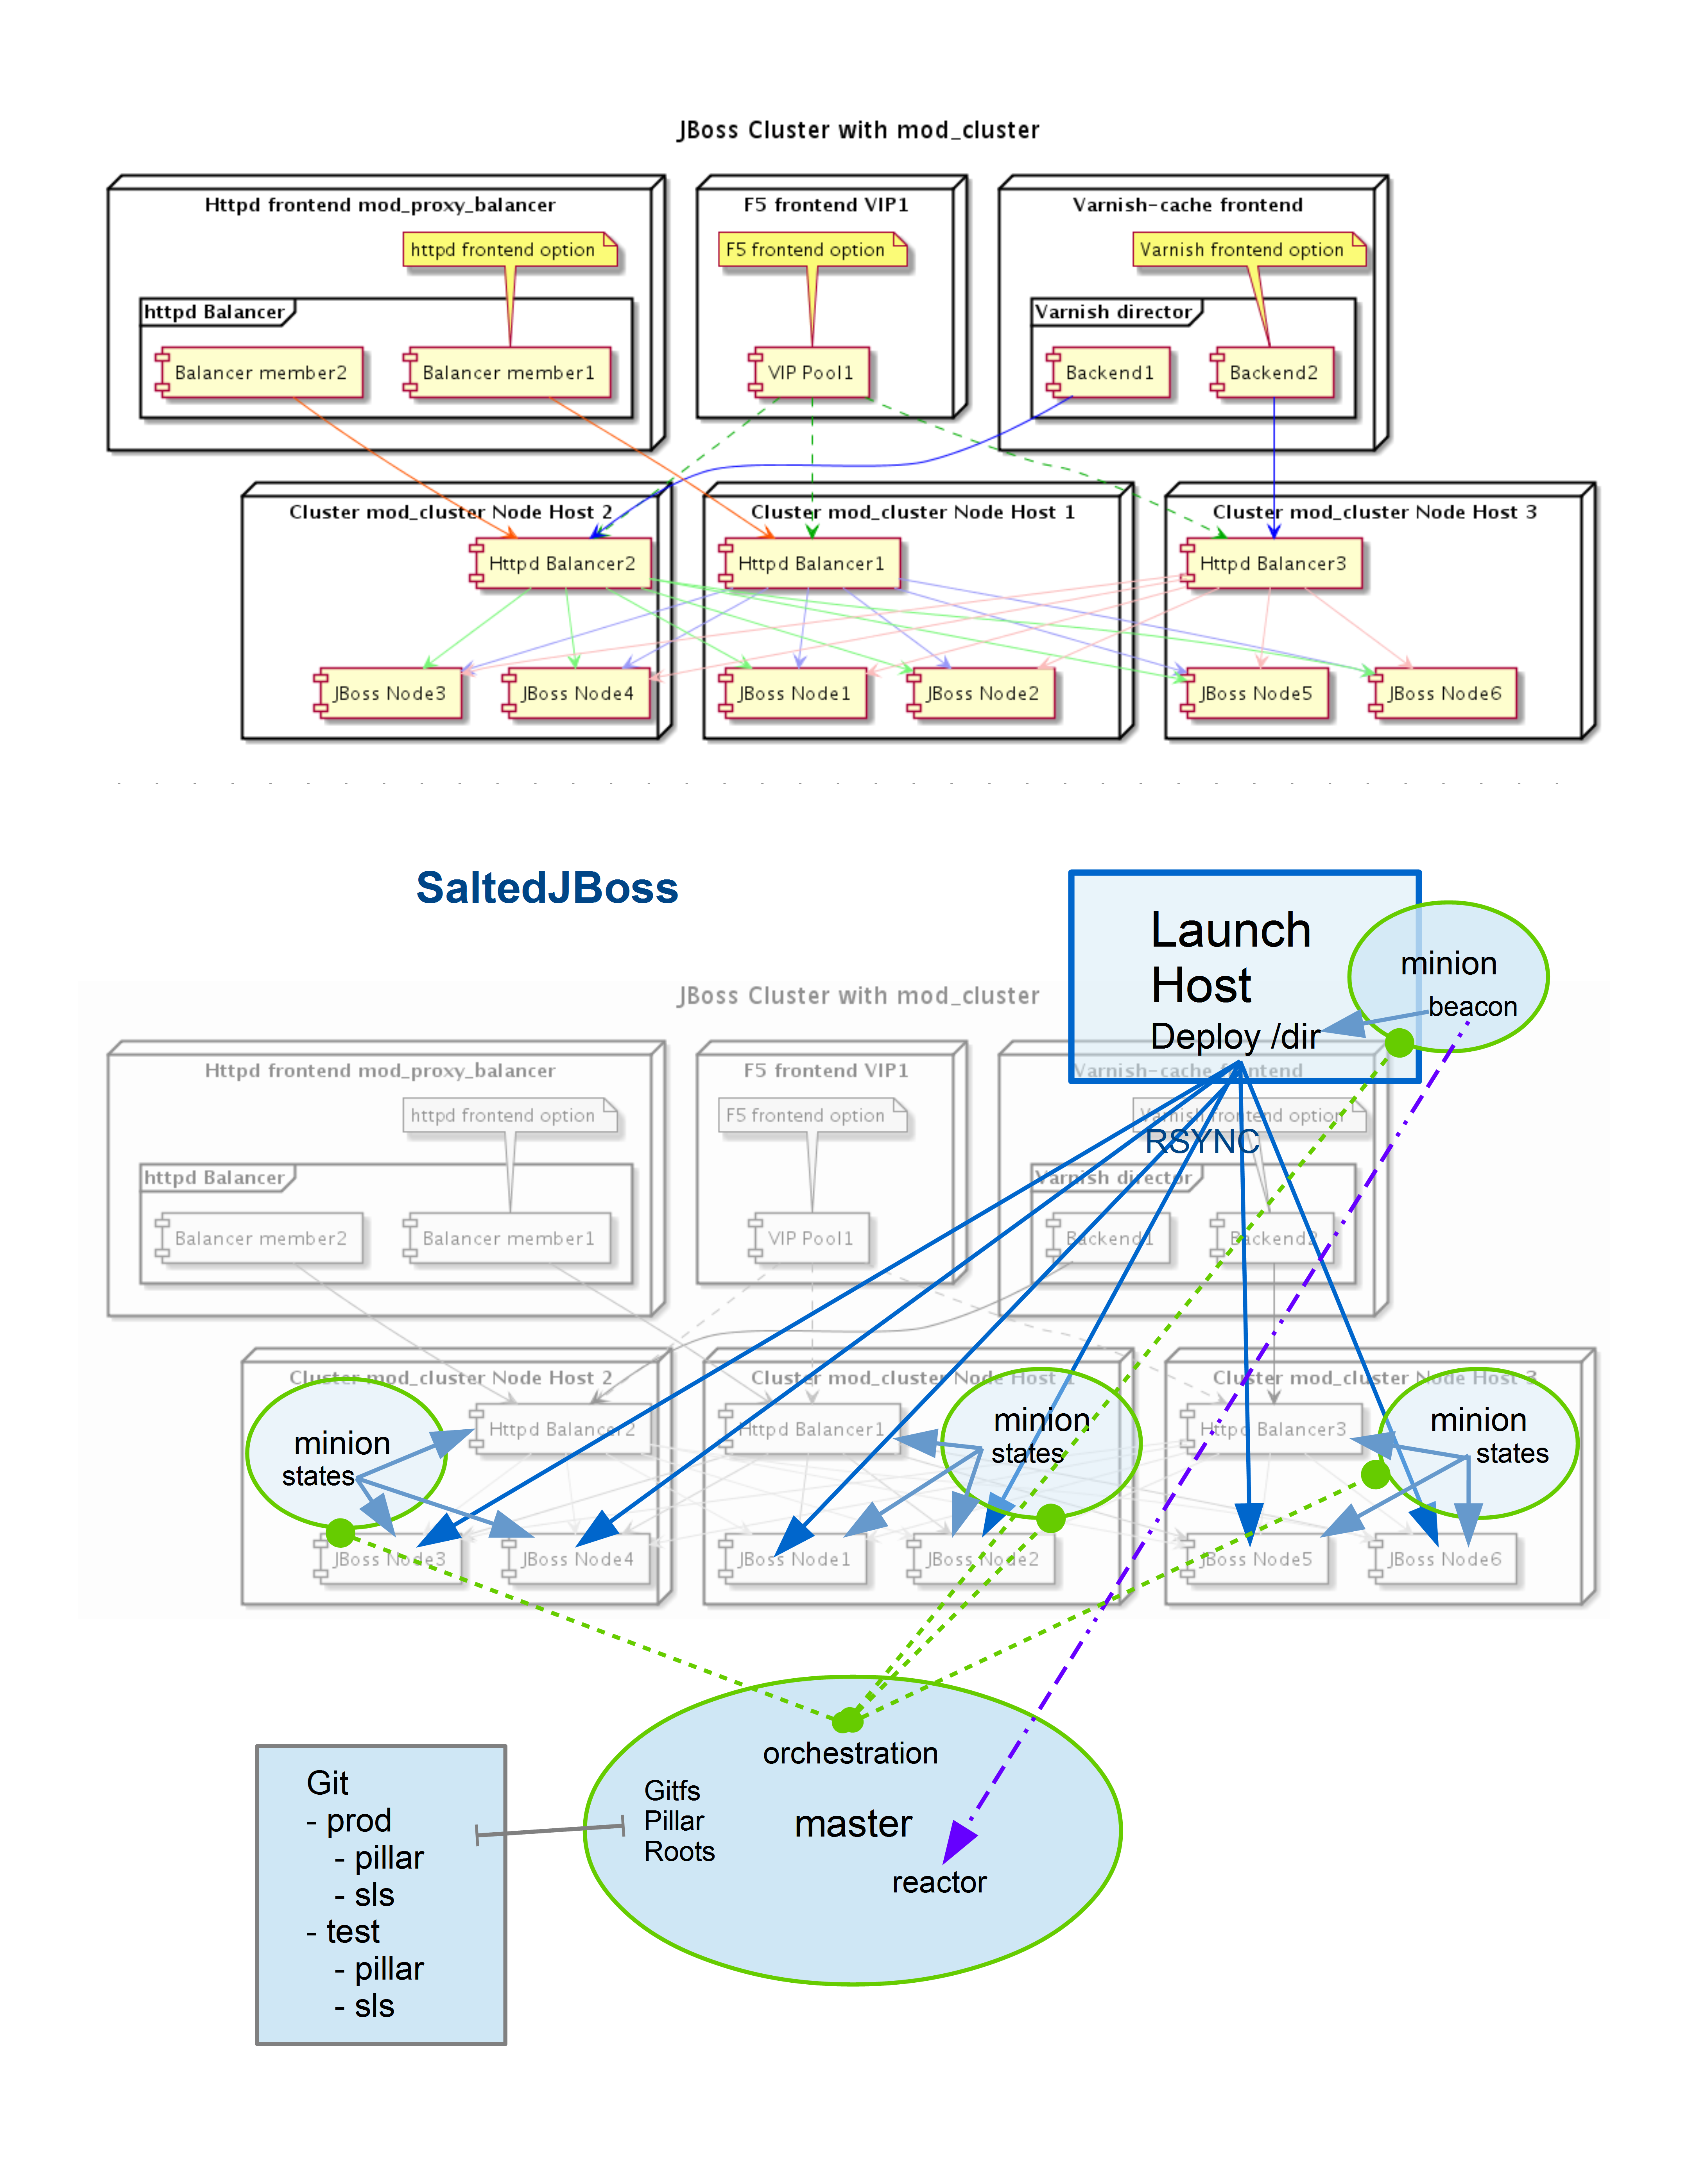 JBoss Cluster with mod_cluster
Httpd frontend mod_proxy_balancer
F5 frontend VIP1
Varnish-cache frontend
httpd frontend option
F5 frontend option
Varnish frontend option
httpd Balancer
Varnish director
Balancer member2
Balancer member1
VIP Pool1
Backend1
Backend2
Cluster mod_cluster Node Host 2
Cluster mod_cluster Node Host 1
Cluster mod_cluster Node Host 3
Httpd Balancer2
Httpd Balancer1
Httpd Balancer3
JBoss Node3
JBoss Node4
JBoss Node1
JBoss Node2
JBoss Node5
JBoss Node6
SaltedJBoss
Launch
Host
Deploy /dir
minion
beacon
JBoss Cluster with mod_cluster
Httpd frontend mod_proxy_balancer
F5 frontend VIP1
Varnish-cache frontend
httpd frontend option
F5 frontend option
Varnish frontend option
RSYNC
httpd Balancer
Varnish director
Balancer member2
Balancer member1
VIP Pool1
Backend1
Backend2
Cluster mod_cluster Node Host 2
Cluster mod_cluster Node Host 1
Cluster mod_cluster Node Host 3
minion
states
Httpd Balancer2
Httpd Balancer1
minion
states
Httpd Balancer3
minion
states
JBoss Node3
JBoss Node4
JBoss Node1
JBoss Node2
JBoss Node5
JBoss Node6
orchestration
Gitfs
Pillar
Roots
master
reactor
Git
- prod
- pillar
- sls
- test
- pillar
- sls